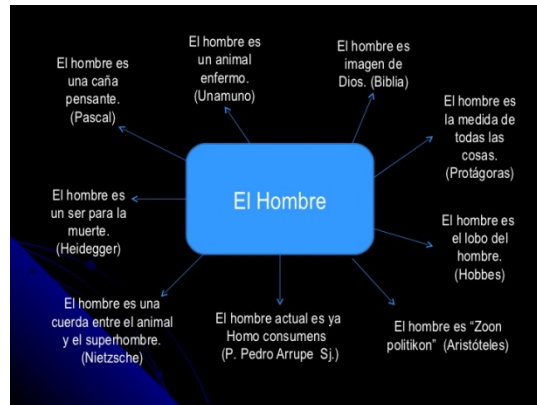 El hombre es
una caña
pensante.
(Pascal)
El hombre es
un animal
enfermo.
(Unamuno)
El hombre es
imagen de
Dios. (Biblia)
El hombre es
la medida de
todas las
cosas.
(Protágoras)
El Hombre
El hombre es
un ser para la
muerte.
(Heidegger)
El hombre es
el lobo del
hombre.
(Hobbes)
El hombre es una
cuerda entre el animal
y el superhombre.
(Nietzsche)
El hombre actual es ya
Homo consumens
(P. Pedro Arrupe Sj.)
El hombre es “Zoon
politikon” (Aristóteles)